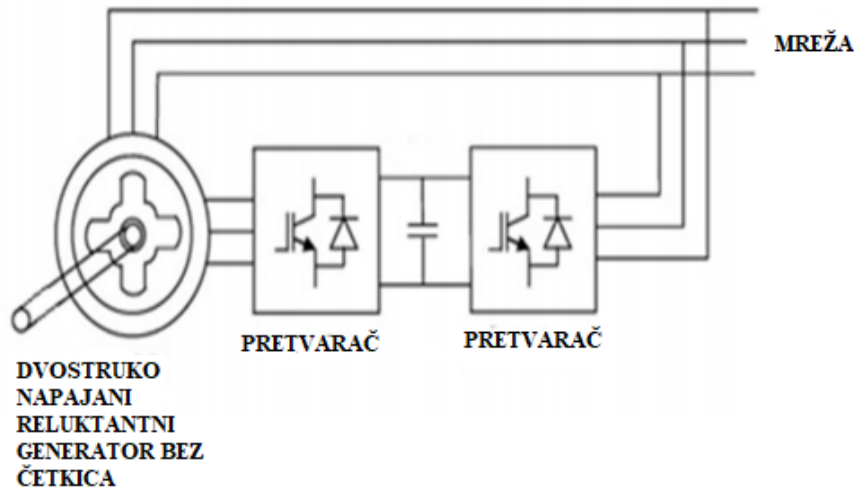 MREŽA
PRETVARAČ
PRETVARAČ
DVOSTRUKO
NAPAJANI
RELUKTANTNI
GENERATOR BEZ
ČETKICA